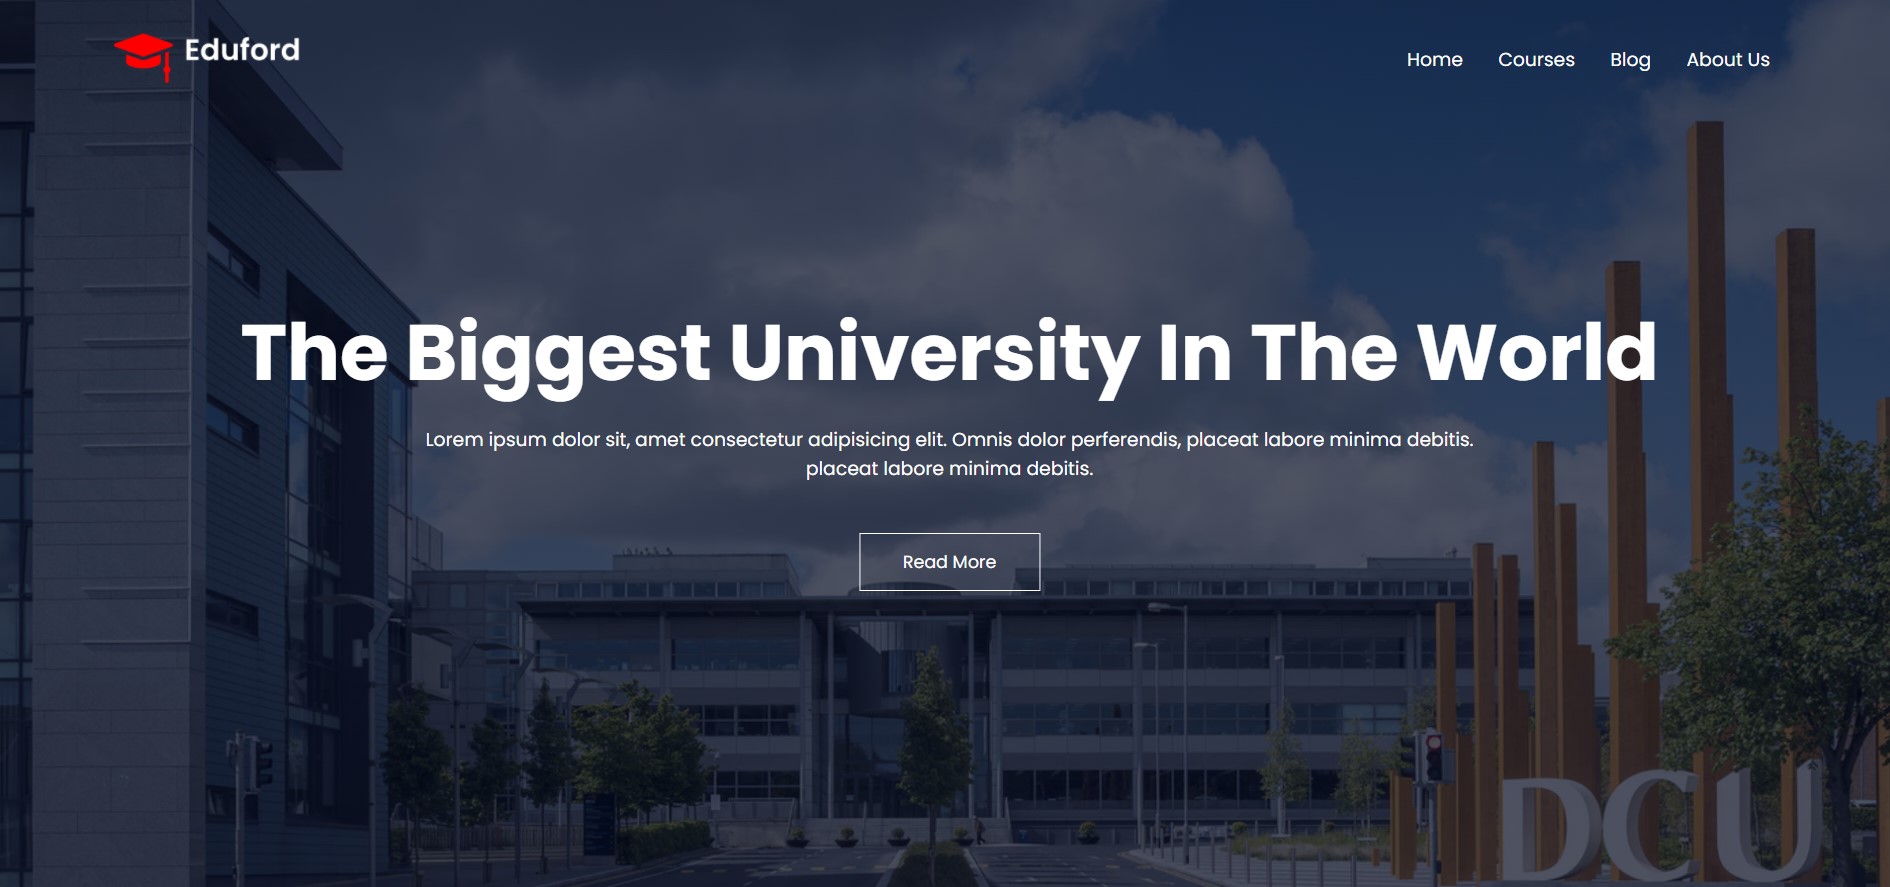 Eduford
Home Courses Blog About Us
The Biggest University In The World
Lorem ipsum dolor sit, amet consectetur adipisicing elit. Omnis dolor perferendis, placeat labore minima debitis.
placeat labore minima debitis.
Read More
DCU